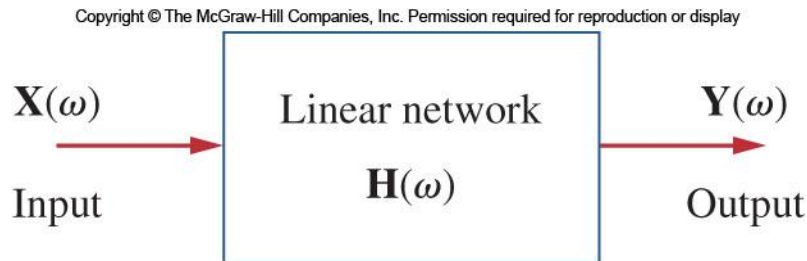 Copyright © The McGraw-Hill Companies, Inc. Permission required for reproduction or display
X(ω)
Input
Linear network
H(ω)
Y(ω)
Output